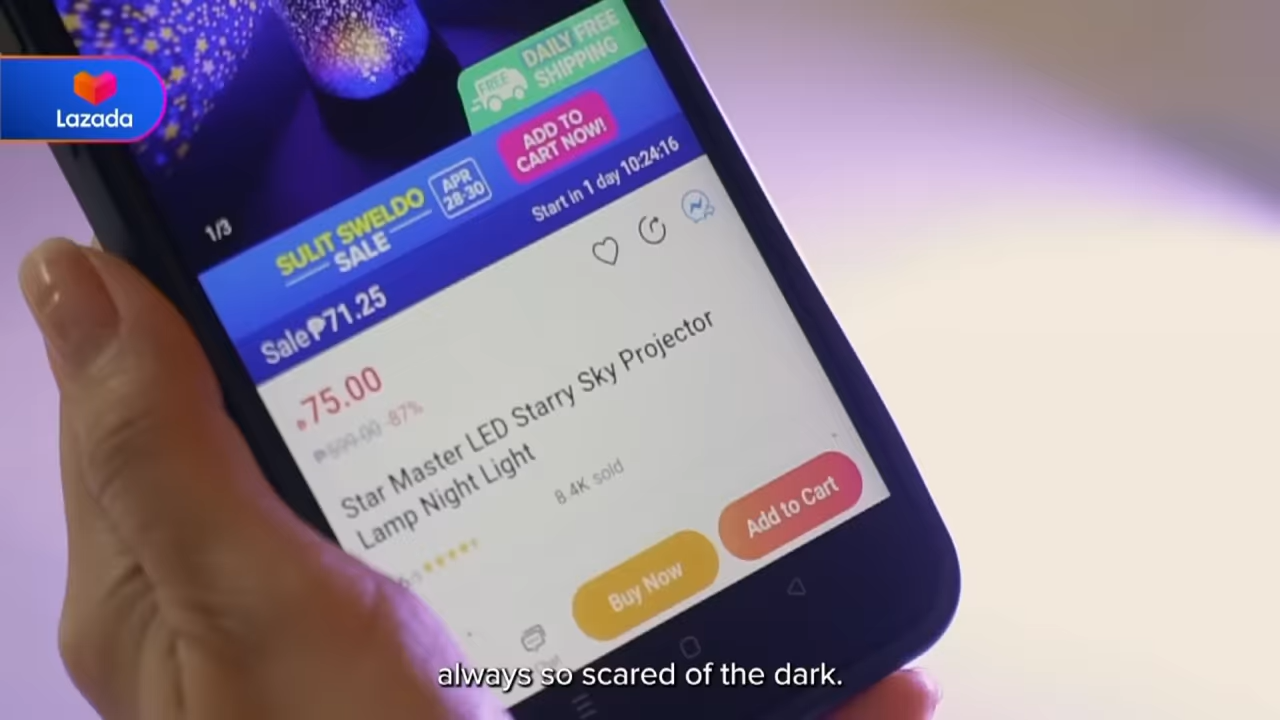 Lazada
DAILY FREE
SHIPPING
FREE
ADD TO
CART NOW!
SULIT SWELDO
SALE
APR
28-30
Start in 1 day 10:24:16
1/3
Sale₱71.25
₱75.00
₱599.00 -87%
Star Master LED Starry Sky Projector
Lamp Night Light
8.4K sold
Buy Now
Add to Cart
always so scared of the dark.